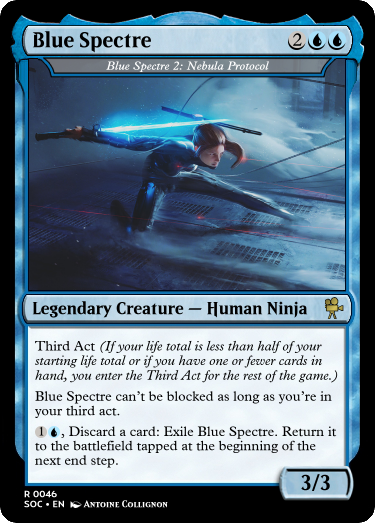 Blue Spectre 2UU
Blue Spectre 2: Nebula Protocol
Legendary Creature — Human Ninja
Third Act (If your life total is less than half of your
starting life total or if you have one or fewer cards in
hand, you enter the Third Act for the rest of the game.)
Blue Spectre can't be blocked as long as you're in
your third act.
1U, Discard a card: Exile Blue Spectre. Return it
to the battlefield tapped at the beginning of the
next end step.
3/3
R 0046
SOC • EN Antoine Collignon